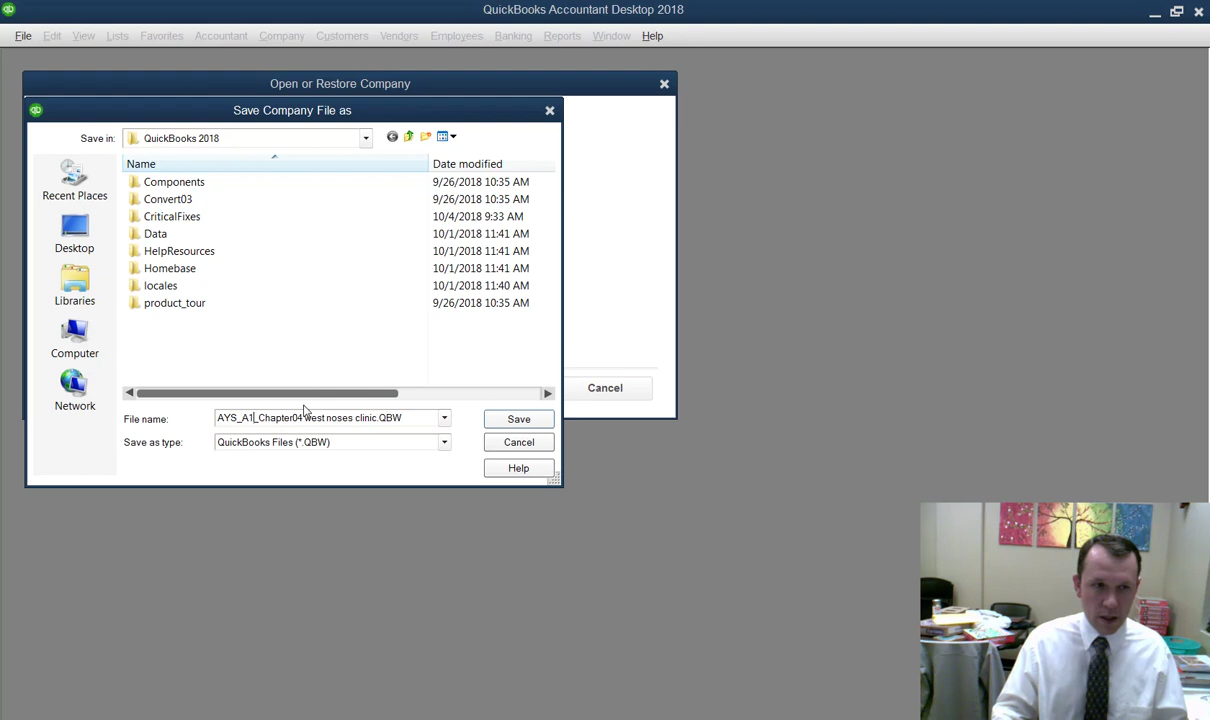 QuickBooks Accountant Desktop 2018
File Edit View Lists Favorites Accountant Company Customers Vendors Employees Banking Reports Window Help
Open or Restore Company
Save Company File as
Save in: QuickBooks 2018
Name Date modified
Components 9/26/2018 10:35 AM
Convert03 9/26/2018 10:35 AM
CriticalFixes 10/4/2018 9:33 AM
Data 10/1/2018 11:41 AM
HelpResources 10/1/2018 11:41 AM
Homebase 10/1/2018 11:41 AM
locales 10/1/2018 11:40 AM
product_tour 9/26/2018 10:35 AM
Recent Places
Desktop
Libraries
Computer
Network
Cancel
File name: AYS_A1_Chapter04 west noses clinic.QBW Save
Save as type: QuickBooks Files (*.QBW) Cancel
Help